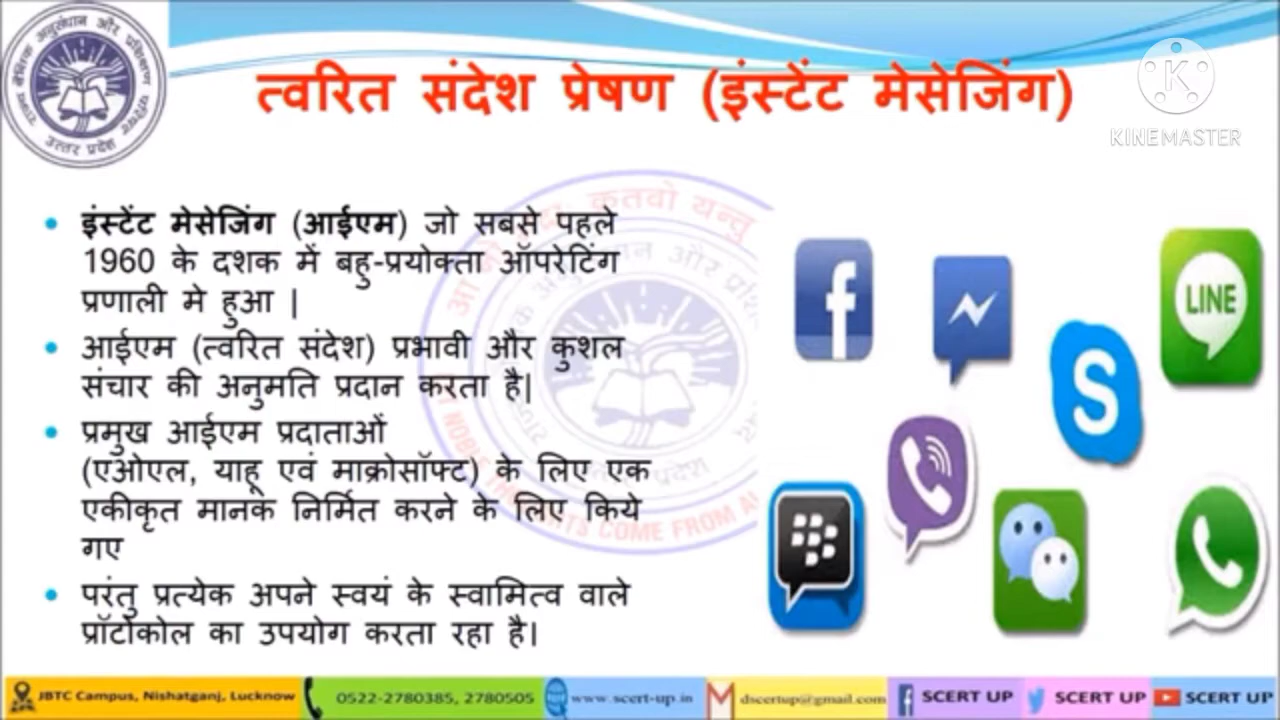 त्वरित संदेश प्रेषण (इंस्टेंट मेसेजिंग)
KINEMASTER
उत्तर प्रदेश
• इंस्टेंट मेसेजिंग (आईएम) जो सबसे पहले
1960 के दशक में बहु-प्रयोक्ता ऑपरेटिंग
प्रणाली मे हुआ |
• आईएम (त्वरित संदेश) प्रभावी और कुशल
संचार की अनुमति प्रदान करता है|
• प्रमुख आईएम प्रदाताओं
(एओएल, याहू एवं माक्रोसॉफ्ट) के लिए एक
एकीकृत मानक निर्मित करने के लिए किये
गए
• परंतु प्रत्येक अपने स्वयं के स्वामित्व वाले
प्रॉटोकोल का उपयोग करता रहा है।
LINE
JBTC Campus, Nishatganj, Lucknow
0522-2780385, 2780505
www.scert-up.in
dscertup@gmail.com
SCERT UP
SCERT UP
SCERT UP